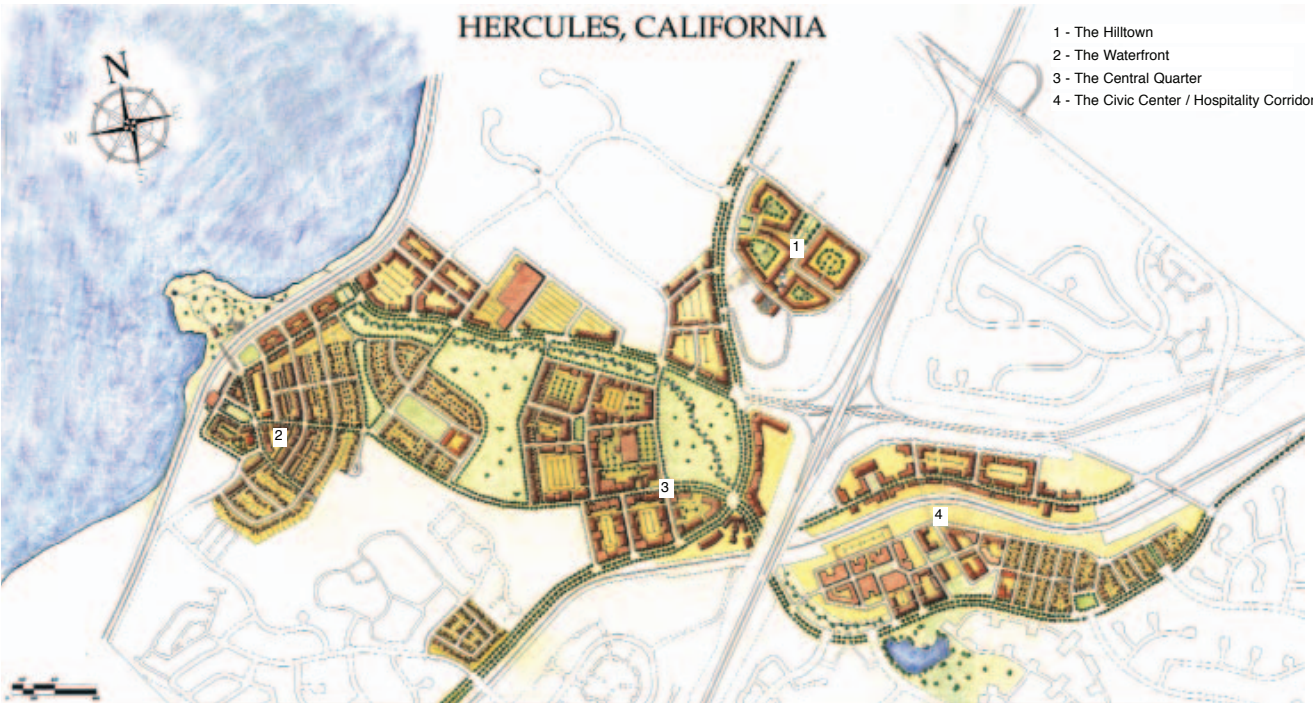 HERCULES, CALIFORNIA
1 - The Hilltown
2 - The Waterfront
3 - The Central Quarter
4 - The Civic Center / Hospitality Corridor
N
W
E
S
1
2
3
4